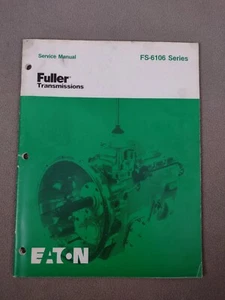 Service Manual
FS-6106 Series
Fuller
Transmissions
EATON